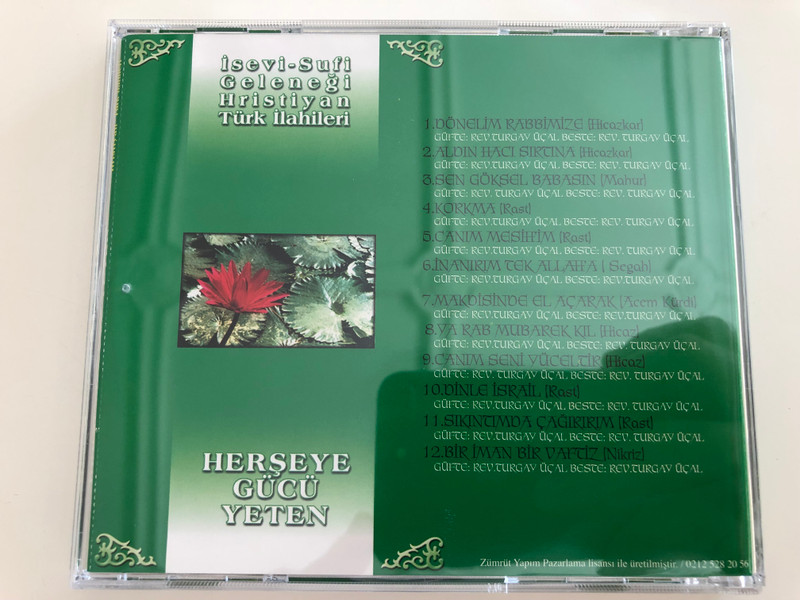 İsevi-Sufi
Geleneği
Hristiyan
Türk İlahileri
HERŞEYE
GÜCÜ
YETEN
1.DÖNELİM RABBİMİZE [Hicazkar]
GÜFTE: REV.TURGAY ÜÇAL BESTE: REV. TURGAY ÜÇAL
2.ALDIN HACI SIRTINA [Hicazkar]
GÜFTE: REV. TURGAY ÜÇAL BESTE: REV. TURGAY ÜÇAL
3.SEN GÖKSEL BABASIN [Mahur]
GÜFTE: REV. TURGAY ÜÇAL BESTE: REV. TURGAY ÜÇAL
4.KORKMA [Rast]
GÜFTE: REV. TURGAY ÜÇAL BESTE: REV. TURGAY ÜÇAL
5.CANIM MESİH'İM [Rast]
GÜFTE: REV. TURGAY ÜÇAL BESTE: REV. TURGAY ÜÇAL
6.İNANIRIM TEK ALLAH'A [ Segah]
GÜFTE: REV.TURGAY ÜÇAL BESTE: REV. TURGAY ÜÇAL
7.MAKDİSİNDE EL AÇARAK [Acem Kürdi]
GÜFTE: REV.TURGAY ÜÇAL BESTE: REV. TURGAY ÜÇAL
8.YA RAB MUBAREK KIL [Hicaz]
GÜFTE: REV.TURGAY ÜÇAL BESTE: REV. TURGAY ÜÇAL
9.CANIM SENİ YÜCELTİR [Hicaz]
GÜFTE: REV.TURGAY ÜÇAL BESTE: REV. TURGAY ÜÇAL
10.DİNLE İSRAİL [Rast]
GÜFTE: REV.TURGAY ÜÇAL BESTE: REV. TURGAY ÜÇAL
11.SIKINTIMDA ÇAĞIRIRIM [Rast]
GÜFTE: REV.TURGAY ÜÇAL BESTE: REV. TURGAY ÜÇAL
12.BİR İMAN BİR VAFTİZ [Nikriz]
GÜFTE: REV.TURGAY ÜÇAL BESTE: REV. TURGAY ÜÇAL
Zümrüt Yapım Pazarlama lisansı ile üretilmiştir. / 0212 528 20 56